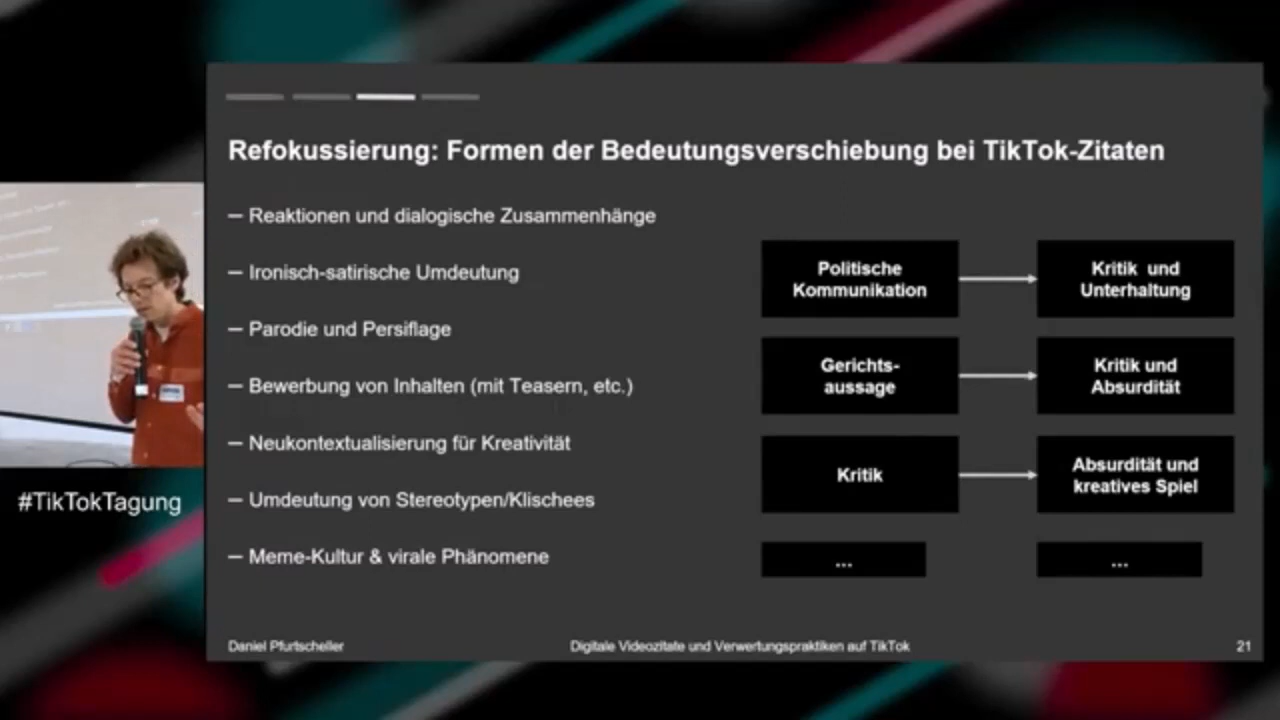 Refokussierung: Formen der Bedeutungsverschiebung bei TikTok-Zitaten
– Reaktionen und dialogische Zusammenhänge
– Ironisch-satirische Umdeutung
– Parodie und Persiflage
– Bewerbung von Inhalten (mit Teasern, etc.)
– Neukontextualisierung für Kreativität
– Umdeutung von Stereotypen/Klischees
– Meme-Kultur & virale Phänomene
Politische
Kommunikation
Kritik und
Unterhaltung
Gerichts-
aussage
Kritik und
Absurdität
Kritik
Absurdität und
kreatives Spiel
...
...
#TikTokTagung
Daniel Pfurtscheller
Digitale Videozitate und Verwertungspraktiken auf TikTok
21